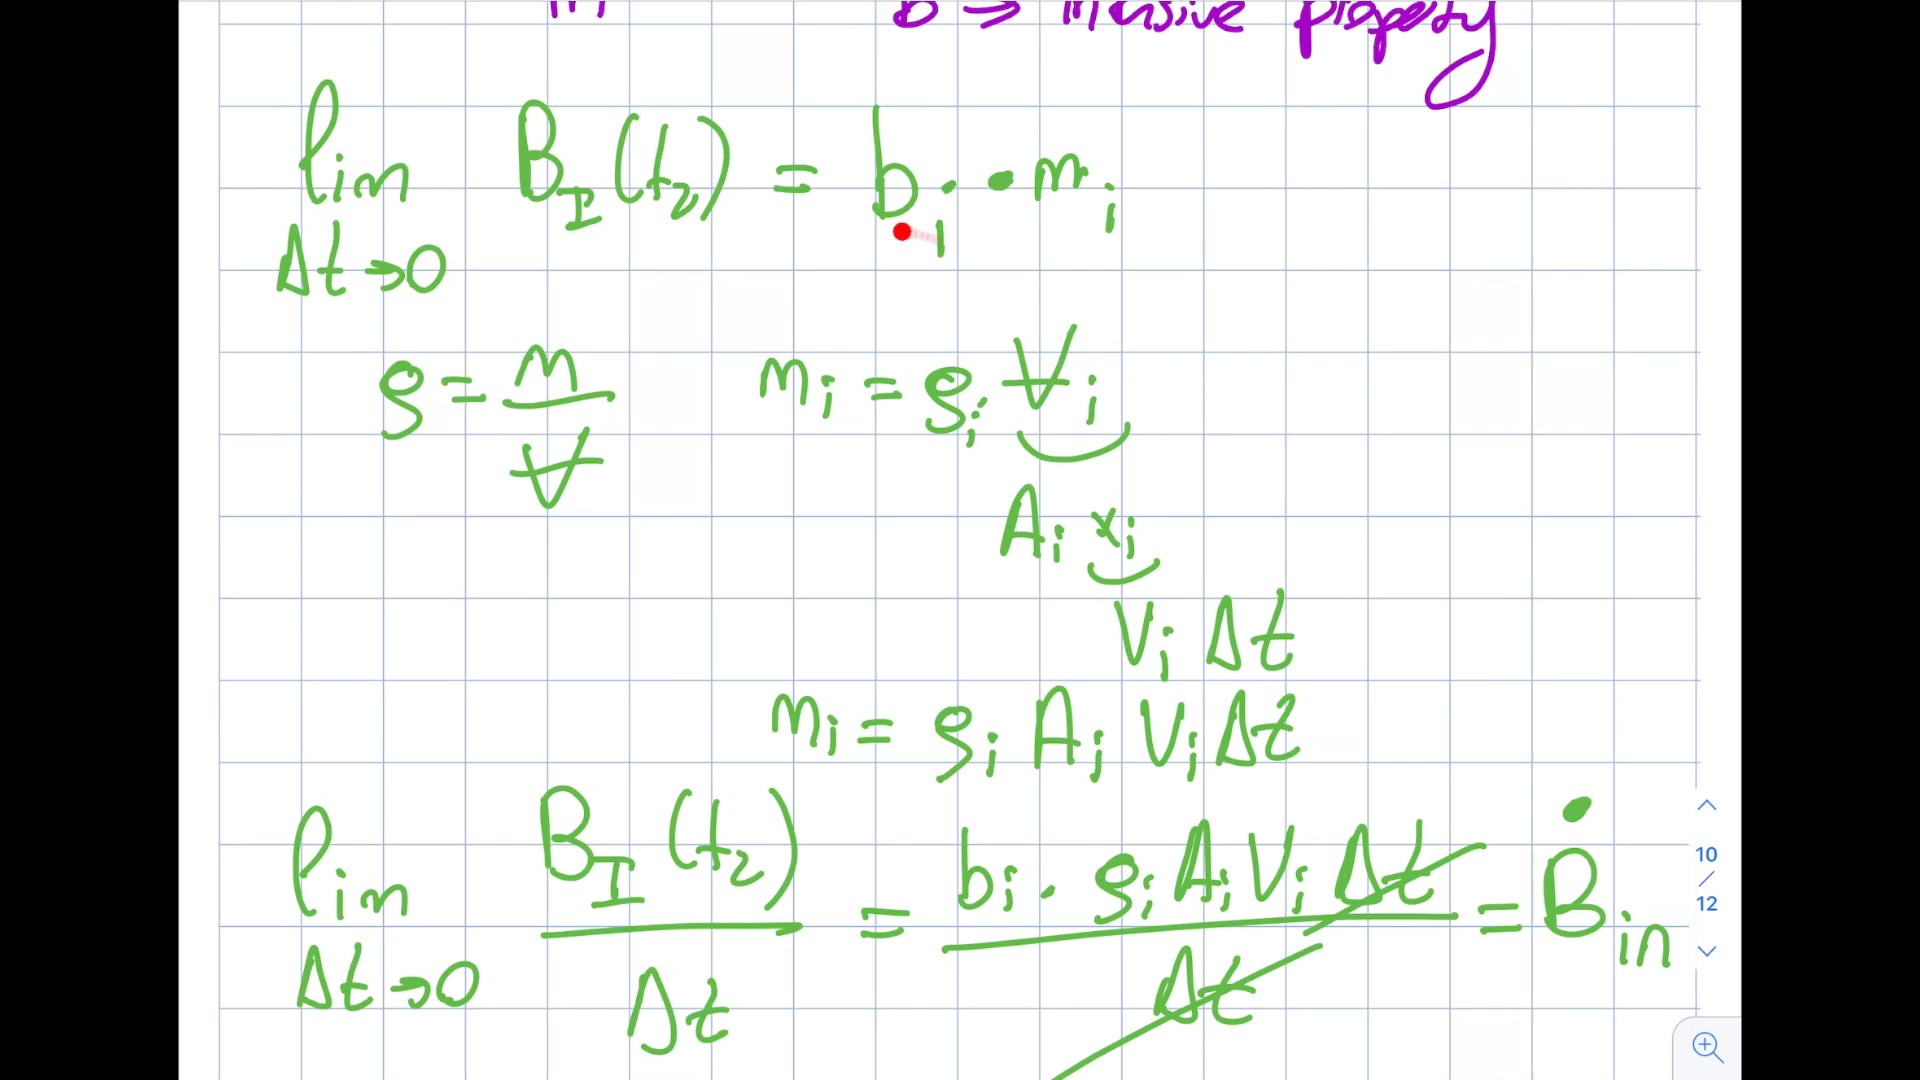 m b → intensive property
lim B_I(t₂) = b_i · m_i
Δt→0
ρ = m/V m_i = ρ_i V_i
A_i x_i
V_i Δt
m_i = ρ_i A_i V_i Δt
lim B_I(t₂)/Δt = b_i · ρ_i A_i V_i Δt/Δt = Ḃ_in
Δt→0
10
/
12